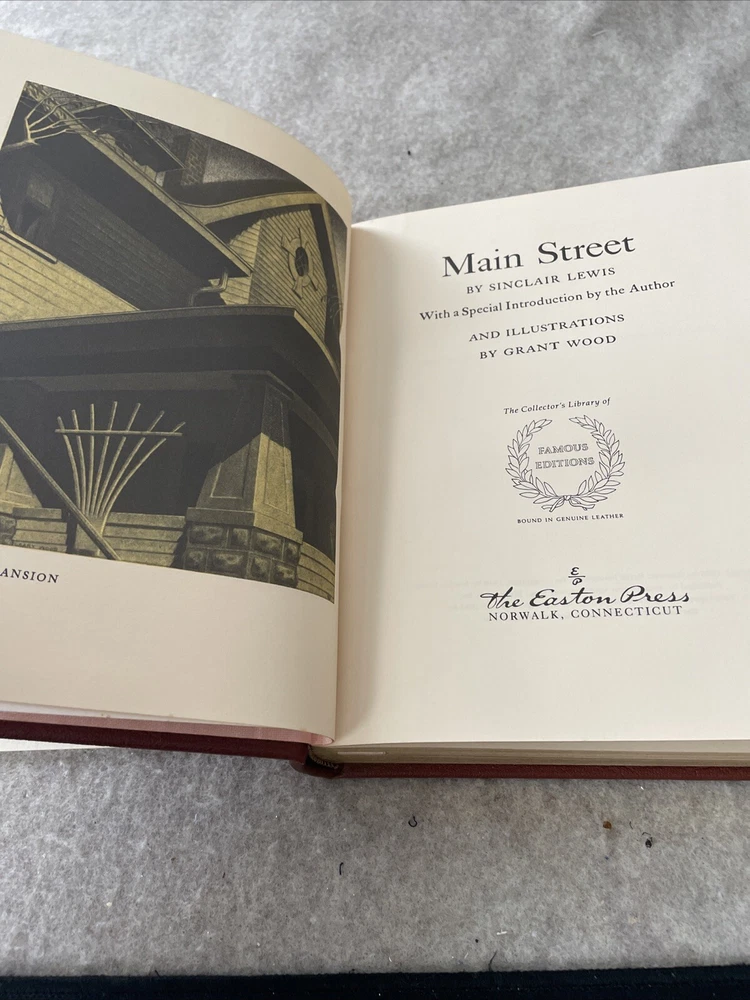 ANSION
Main Street
BY SINCLAIR LEWIS
With a Special Introduction by the Author
AND ILLUSTRATIONS
BY GRANT WOOD
The Collector's Library of
FAMOUS
EDITIONS
BOUND IN GENUINE LEATHER
E
P
The Easton Press
NORWALK, CONNECTICUT